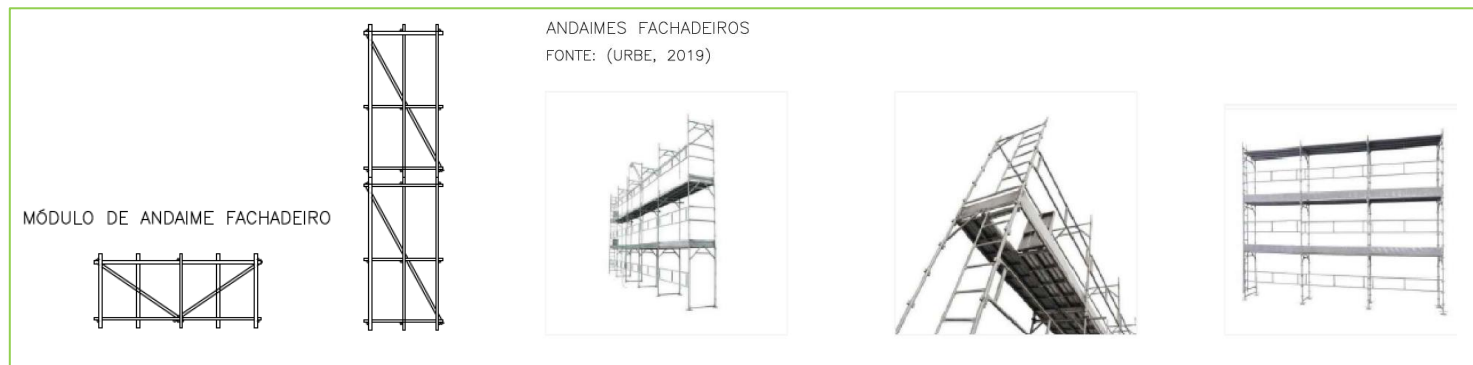 ANDAIMES FACHADEIROS
FONTE: (URBE, 2019)
MÓDULO DE ANDAIME FACHADEIRO